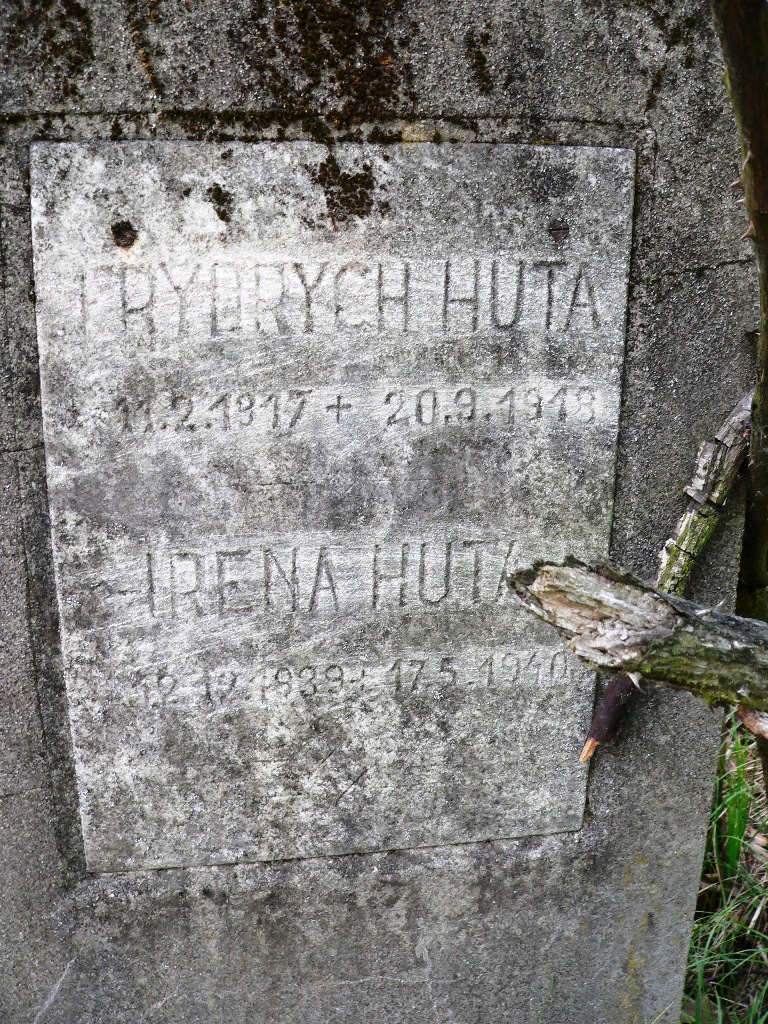 FRYDRYCH HUTA
* 11.2.1917 + 20.9.1918
IRENA HUTA
12.12.1939 + 17.5.1940